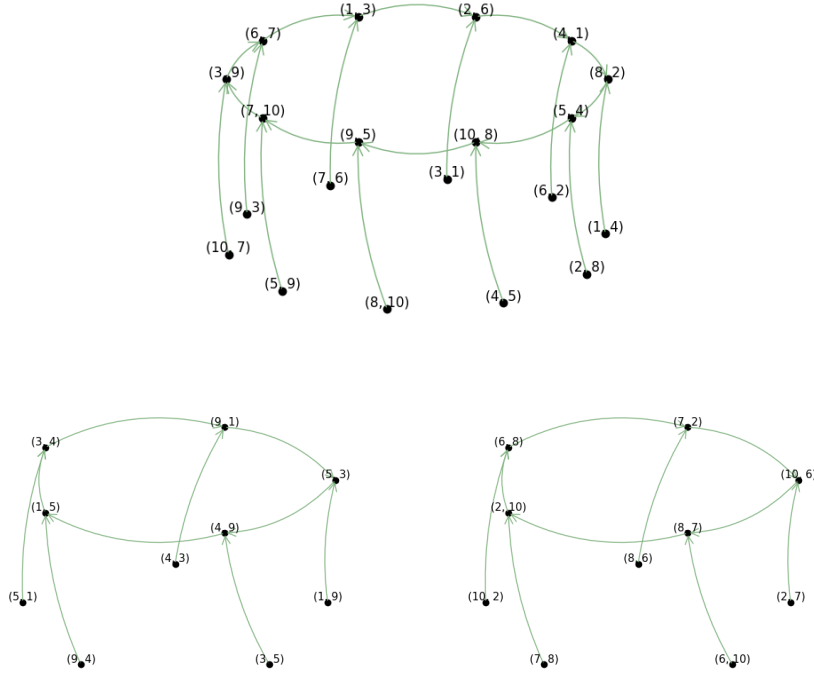 (1, 3) (2, 6)
(6, 7) (4, 1)
(3, 9) (8, 2)
(7, 10) (5, 4)
(9, 5) (10, 8)
(7, 6) (3, 1)
(6, 2)
(9, 3)
(1, 4)
(10, 7)
(2, 8)
(5, 9)
(4, 5)
(8, 10)
(9, 1) (7, 2)
(3, 4) (6, 8)
(5, 3) (10, 6)
(1, 5) (2, 10)
(4, 9) (8, 7)
(4, 3) (8, 6)
(5, 1) (1, 9) (10, 2) (2, 7)
(9, 4) (3, 5) (7, 8) (6, 10)